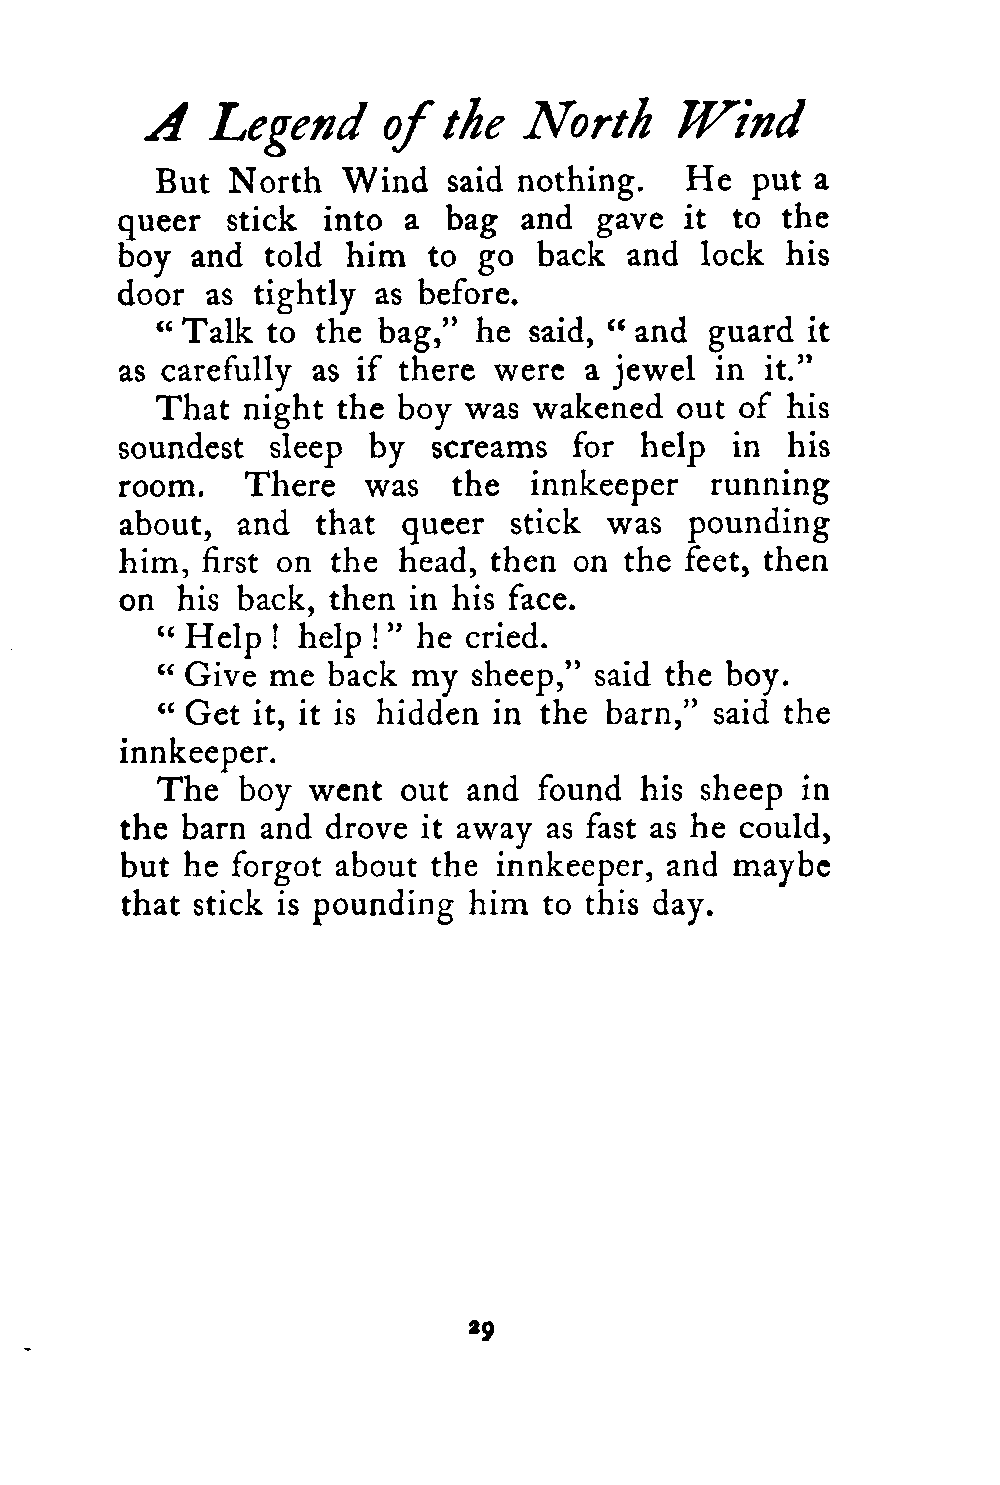 A Legend of the North Wind
But North Wind said nothing. He put a
queer stick into a bag and gave it to the
boy and told him to go back and lock his
door as tightly as before.
“ Talk to the bag,” he said, “ and guard it
as carefully as if there were a jewel in it.”
That night the boy was wakened out of his
soundest sleep by screams for help in his
room. There was the innkeeper running
about, and that queer stick was pounding
him, first on the head, then on the feet, then
on his back, then in his face.
“ Help ! help ! ” he cried.
“ Give me back my sheep,” said the boy.
“ Get it, it is hidden in the barn,” said the
innkeeper.
The boy went out and found his sheep in
the barn and drove it away as fast as he could,
but he forgot about the innkeeper, and maybe
that stick is pounding him to this day.
29